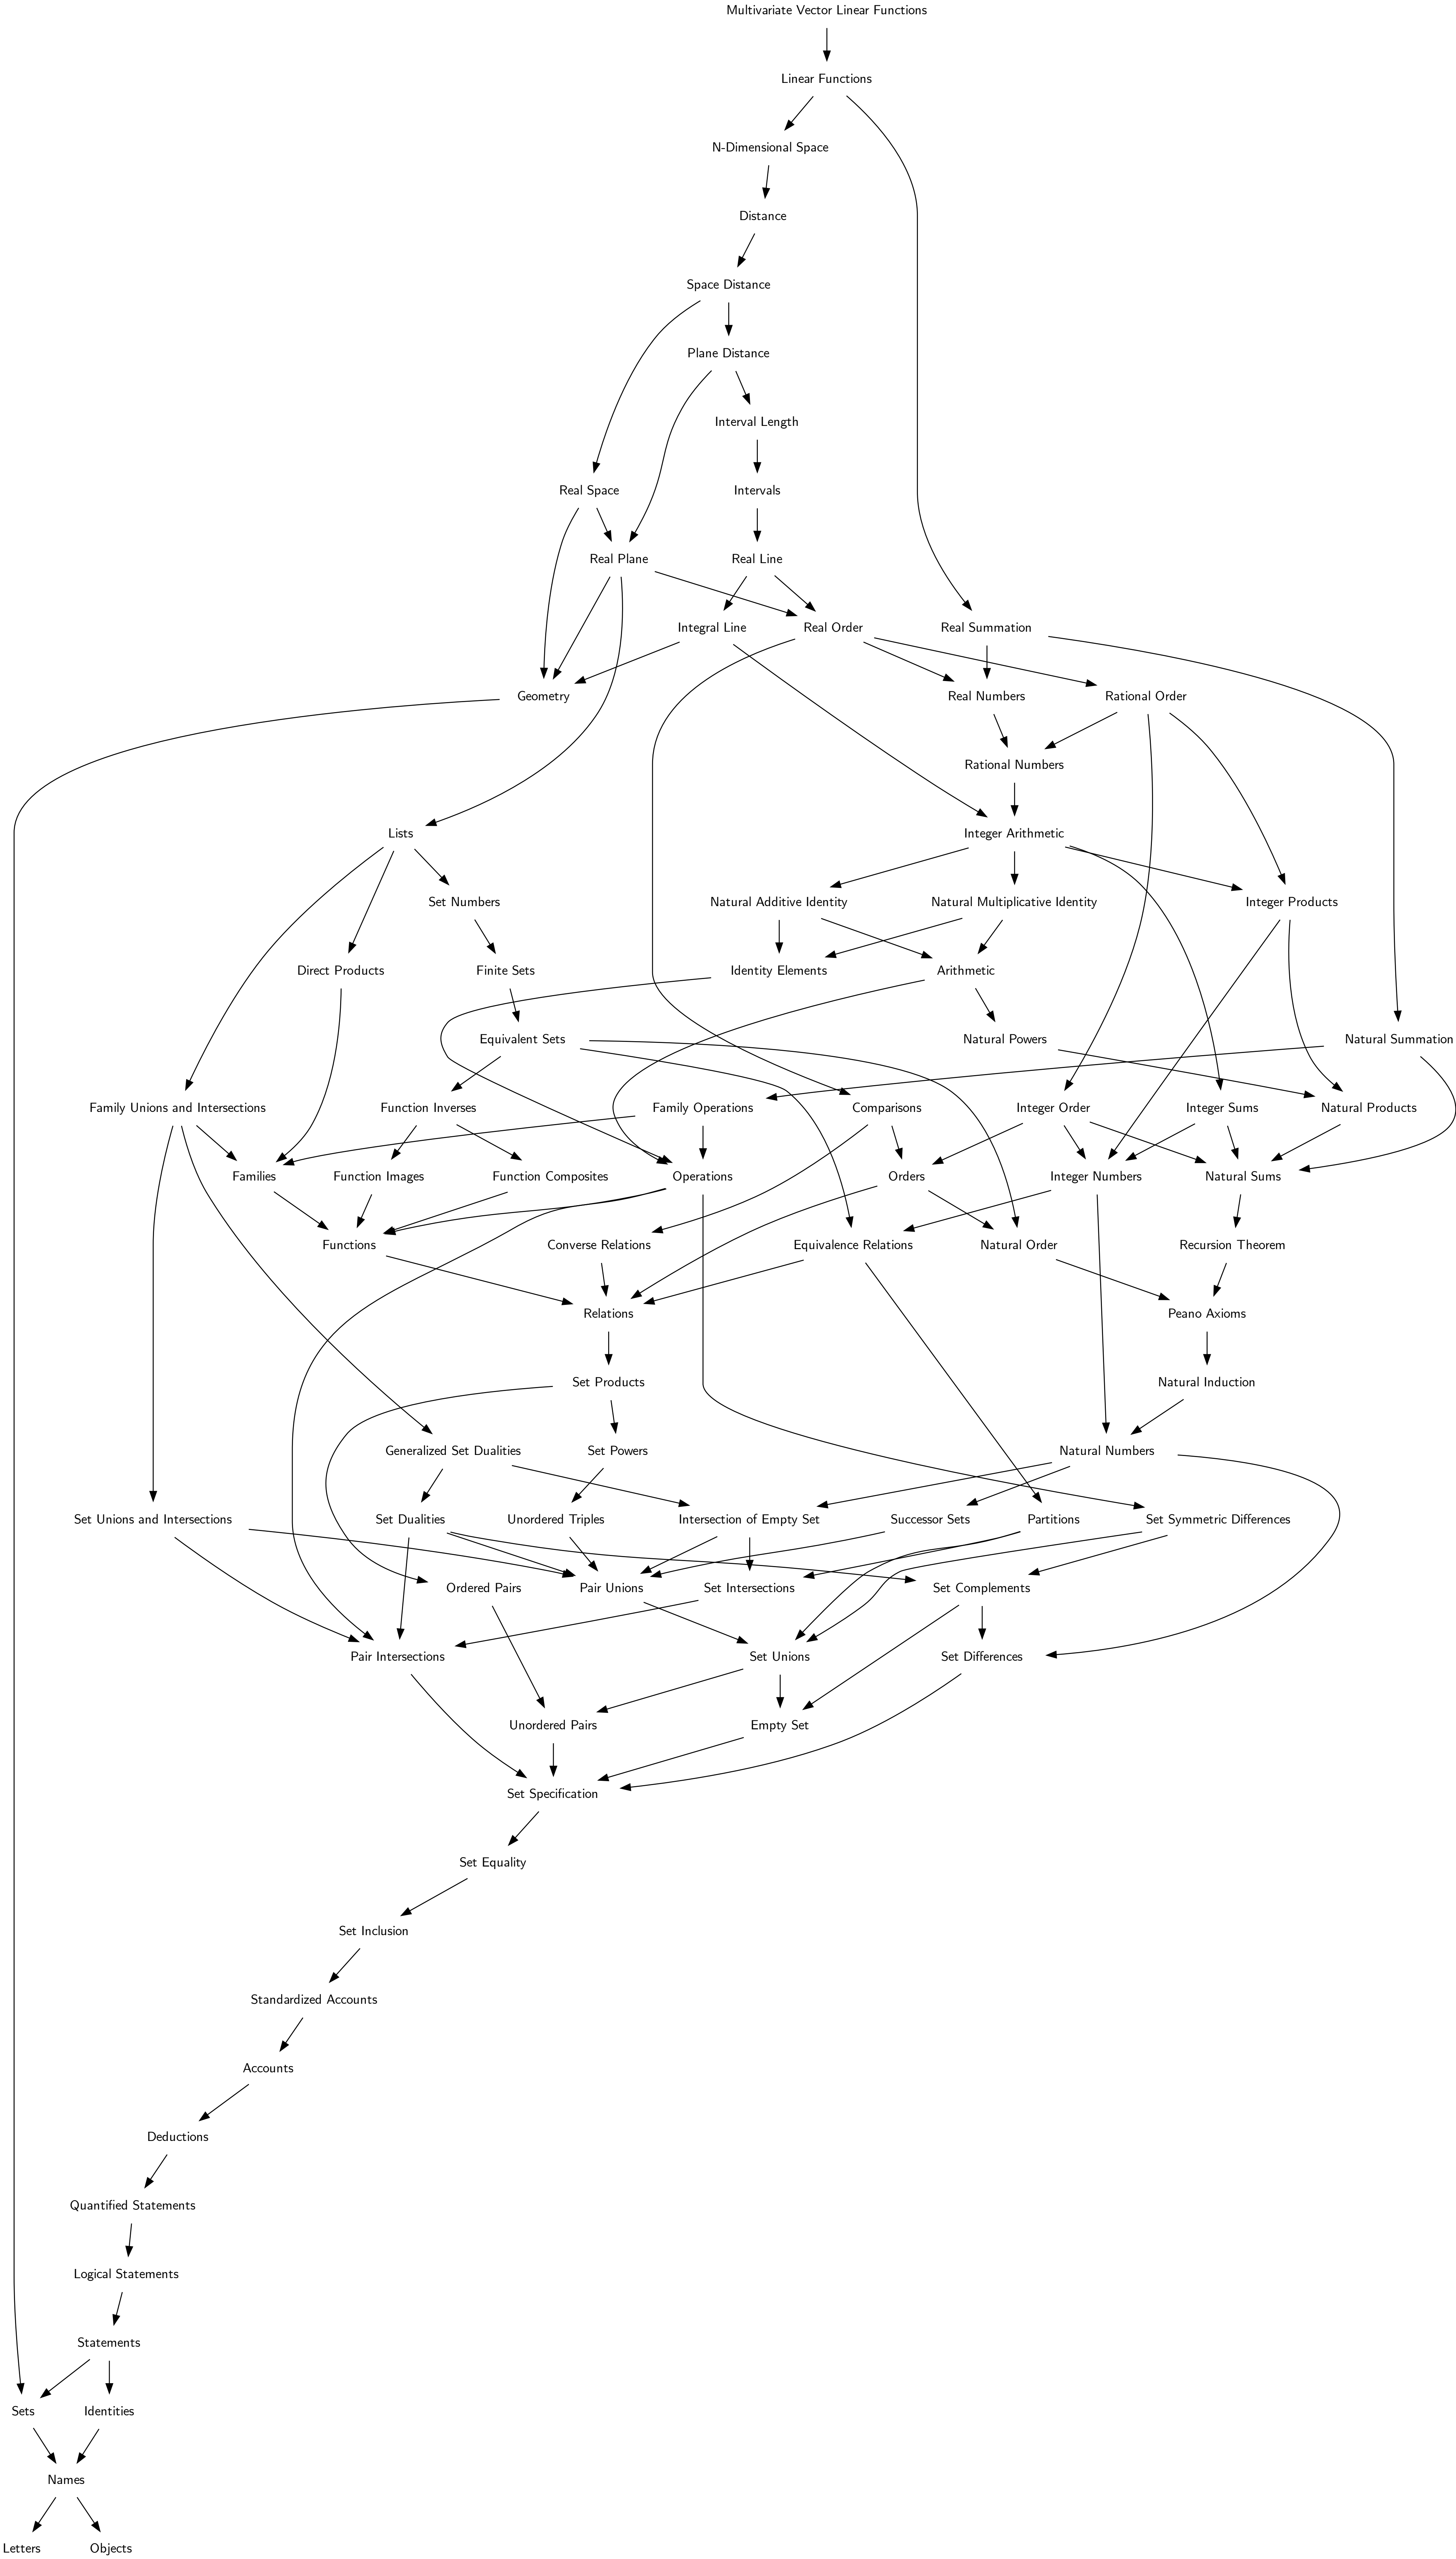 Multivariate Vector Linear Functions
Linear Functions
N-Dimensional Space
Distance
Space Distance
Plane Distance
Interval Length
Real Space
Intervals
Real Plane
Real Line
Integral Line
Real Order
Real Summation
Geometry
Real Numbers
Rational Order
Rational Numbers
Lists
Integer Arithmetic
Set Numbers
Natural Additive Identity
Natural Multiplicative Identity
Integer Products
Direct Products
Finite Sets
Identity Elements
Arithmetic
Equivalent Sets
Natural Powers
Natural Summation
Family Unions and Intersections
Function Inverses
Family Operations
Comparisons
Integer Order
Integer Sums
Natural Products
Families
Function Images
Function Composites
Operations
Orders
Integer Numbers
Natural Sums
Functions
Converse Relations
Equivalence Relations
Natural Order
Recursion Theorem
Relations
Peano Axioms
Set Products
Natural Induction
Generalized Set Dualities
Set Powers
Natural Numbers
Set Unions and Intersections
Set Dualities
Unordered Triples
Intersection of Empty Set
Successor Sets
Partitions
Set Symmetric Differences
Ordered Pairs
Pair Unions
Set Intersections
Set Complements
Pair Intersections
Set Unions
Set Differences
Unordered Pairs
Empty Set
Set Specification
Set Equality
Set Inclusion
Standardized Accounts
Accounts
Deductions
Quantified Statements
Logical Statements
Statements
Sets
Identities
Names
Letters
Objects